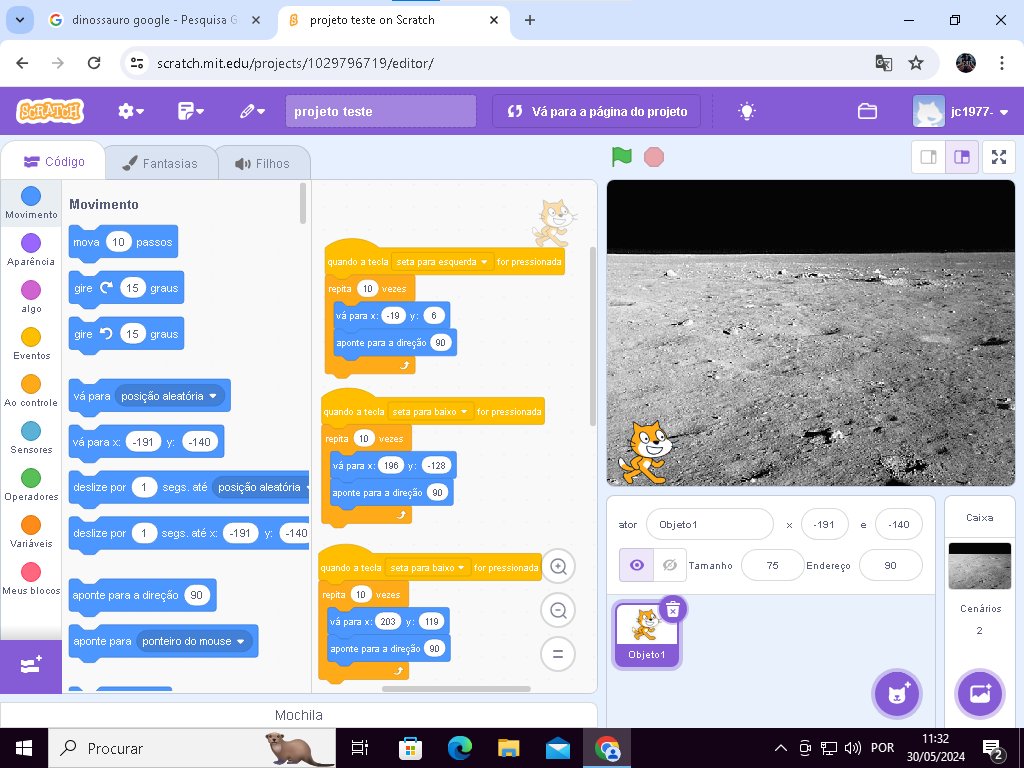 dinossauro google - Pesquisa G
projeto teste on Scratch
scratch.mit.edu/projects/1029796719/editor/
SCRATCH
projeto teste
Vá para a página do projeto
jc1977-
Código
Fantasias
Filhos
Movimento
Aparência
algo
Eventos
Ao controle
Sensores
Operadores
Variáveis
Meus blocos
Movimento
mova 10 passos
gire 15 graus
gire 15 graus
vá para posição aleatória
vá para x: -191 y: -140
deslize por 1 segs. até posição aleatória
deslize por 1 segs. até x: -191 y: -140
aponte para a direção 90
aponte para ponteiro do mouse
quando a tecla seta para esquerda for pressionada
repita 10 vezes
vá para x: -19 y: 6
aponte para a direção 90
quando a tecla seta para baixo for pressionada
repita 10 vezes
vá para x: 196 y: -128
aponte para a direção 90
quando a tecla seta para baixo for pressionada
repita 10 vezes
vá para x: 203 y: 119
aponte para a direção 90
ator Objeto1 x -191 e -140
Tamanho 75 Endereço 90
Objeto1
Caixa
Cenários
2
Mochila
Procurar
POR
11:32
30/05/2024
2